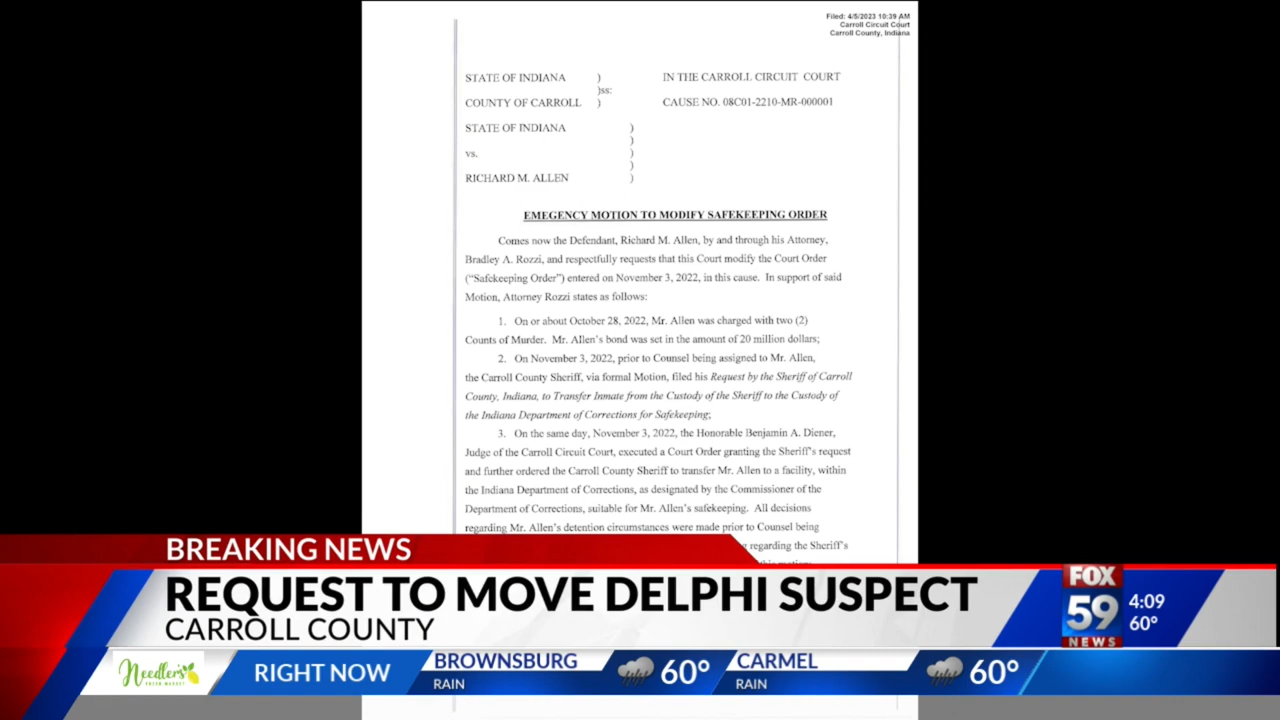 Filed: 4/5/2023 10:39 AM
Carroll Circuit Court
Carroll County, Indiana
STATE OF INDIANA ) IN THE CARROLL CIRCUIT COURT
)ss:
COUNTY OF CARROLL ) CAUSE NO. 08C01-2210-MR-000001
STATE OF INDIANA )
)
vs. )
)
RICHARD M. ALLEN )
EMEGENCY MOTION TO MODIFY SAFEKEEPING ORDER
Comes now the Defendant, Richard M. Allen, by and through his Attorney,
Bradley A. Rozzi, and respectfully requests that this Court modify the Court Order
("Safekeeping Order") entered on November 3, 2022, in this cause. In support of said
Motion, Attorney Rozzi states as follows:
1. On or about October 28, 2022, Mr. Allen was charged with two (2)
Counts of Murder. Mr. Allen's bond was set in the amount of 20 million dollars;
2. On November 3, 2022, prior to Counsel being assigned to Mr. Allen,
the Carroll County Sheriff, via formal Motion, filed his Request by the Sheriff of Carroll
County, Indiana, to Transfer Inmate from the Custody of the Sheriff to the Custody of
the Indiana Department of Corrections for Safekeeping;
3. On the same day, November 3, 2022, the Honorable Benjamin A. Diener,
Judge of the Carroll Circuit Court, executed a Court Order granting the Sheriff's request
and further ordered the Carroll County Sheriff to transfer Mr. Allen to a facility, within
the Indiana Department of Corrections, as designated by the Commissioner of the
Department of Corrections, suitable for Mr. Allen's safekeeping. All decisions
regarding Mr. Allen's detention circumstances were made prior to Counsel being
regarding the Sheriff's
BREAKING NEWS
REQUEST TO MOVE DELPHI SUSPECT
CARROLL COUNTY
FOX
59
NEWS
4:09
60°
Needler's
FRESH MARKET
RIGHT NOW
BROWNSBURG
RAIN
60°
CARMEL
RAIN
60°